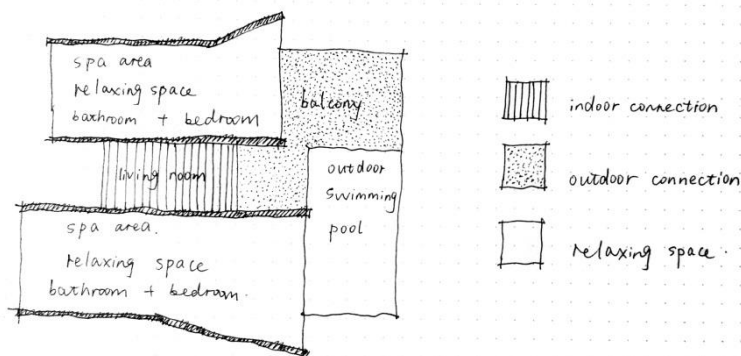 spa area
relaxing space
bathroom + bedroom
balcony
living room
outdoor
swimming
pool
spa area.
relaxing space
bathroom + bedroom.
indoor connection
outdoor connection
relaxing space.